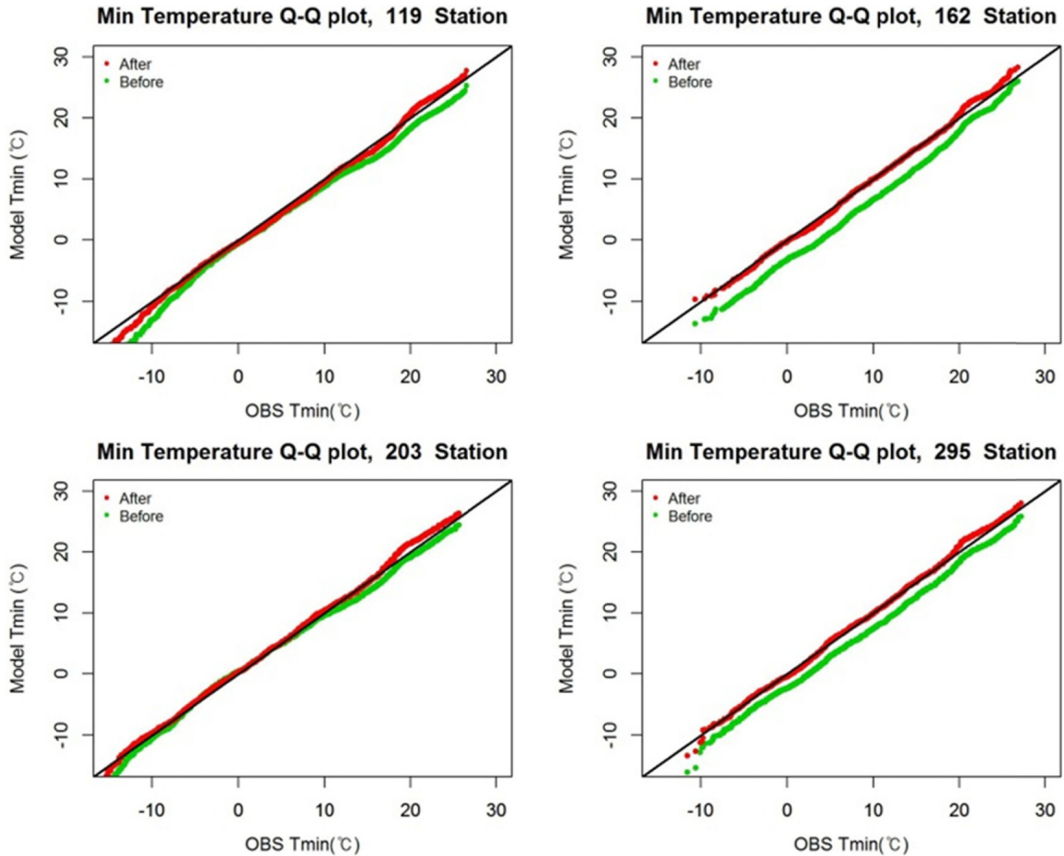 Min Temperature Q-Q plot,  119  Station
After
Before
Model Tmin (℃)
30
20
10
0
-10
-10 0 10 20 30
OBS Tmin(℃)
Min Temperature Q-Q plot,  162  Station
After
Before
Model Tmin (℃)
30
20
10
0
-10
-10 0 10 20 30
OBS Tmin(℃)
Min Temperature Q-Q plot,  203  Station
After
Before
Model Tmin (℃)
30
20
10
0
-10
-10 0 10 20 30
OBS Tmin(℃)
Min Temperature Q-Q plot,  295  Station
After
Before
Model Tmin (℃)
30
20
10
0
-10
-10 0 10 20 30
OBS Tmin(℃)